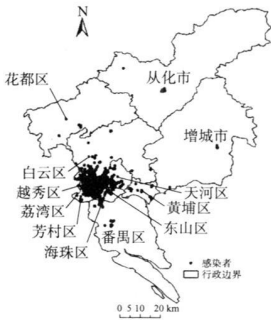 N
从化市
花都区
增城市
白云区
越秀区
荔湾区
芳村区
海珠区
天河区
黄埔区
东山区
番禺区
感染者
行政边界
0 5 10 20 km